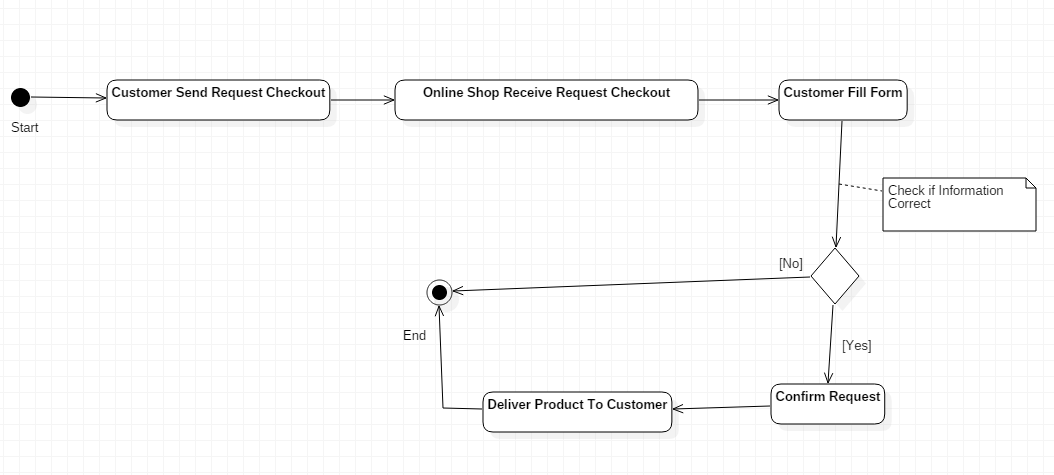 Customer Send Request Checkout
Online Shop Receive Request Checkout
Customer Fill Form
Start
Check if Information
Correct
[No]
End
[Yes]
Deliver Product To Customer
Confirm Request